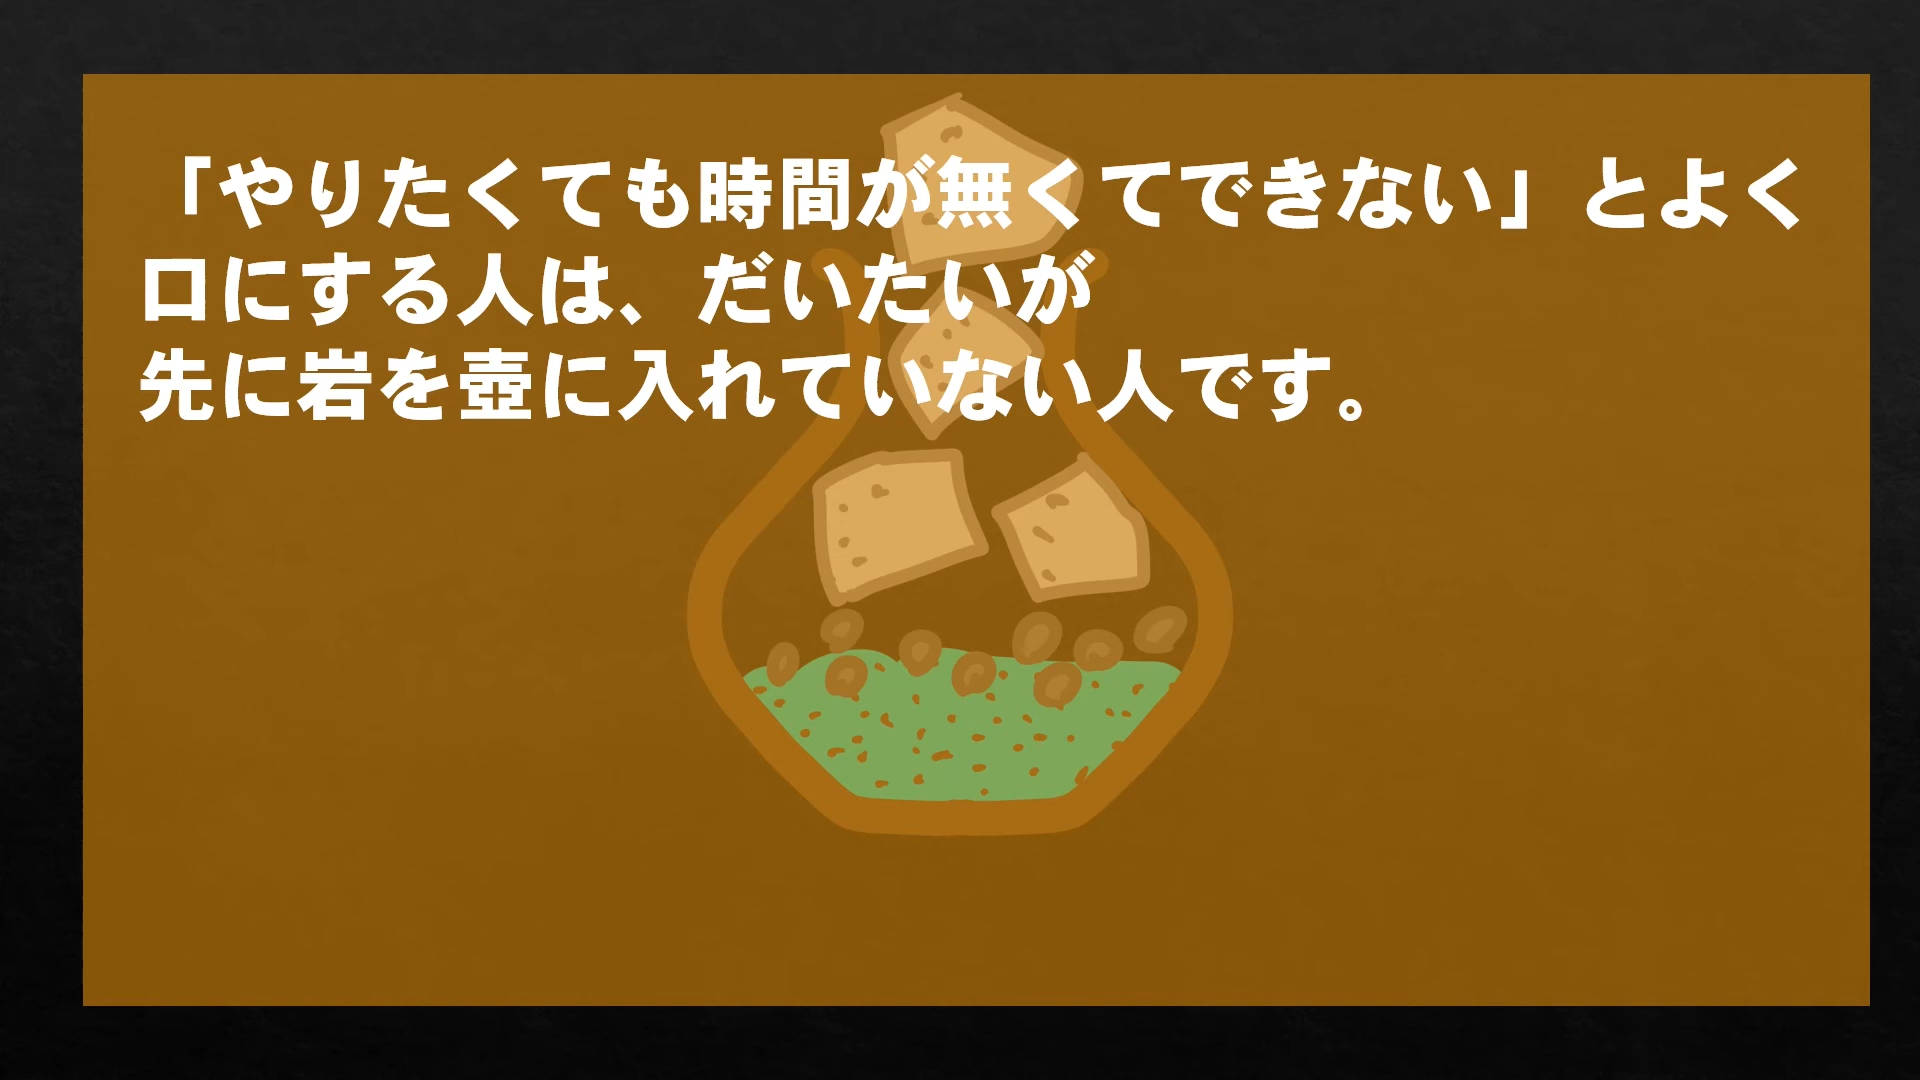 「やりたくても時間が無くてできない」とよく
口にする人は、だいたいが
先に岩を壺に入れていない人です。